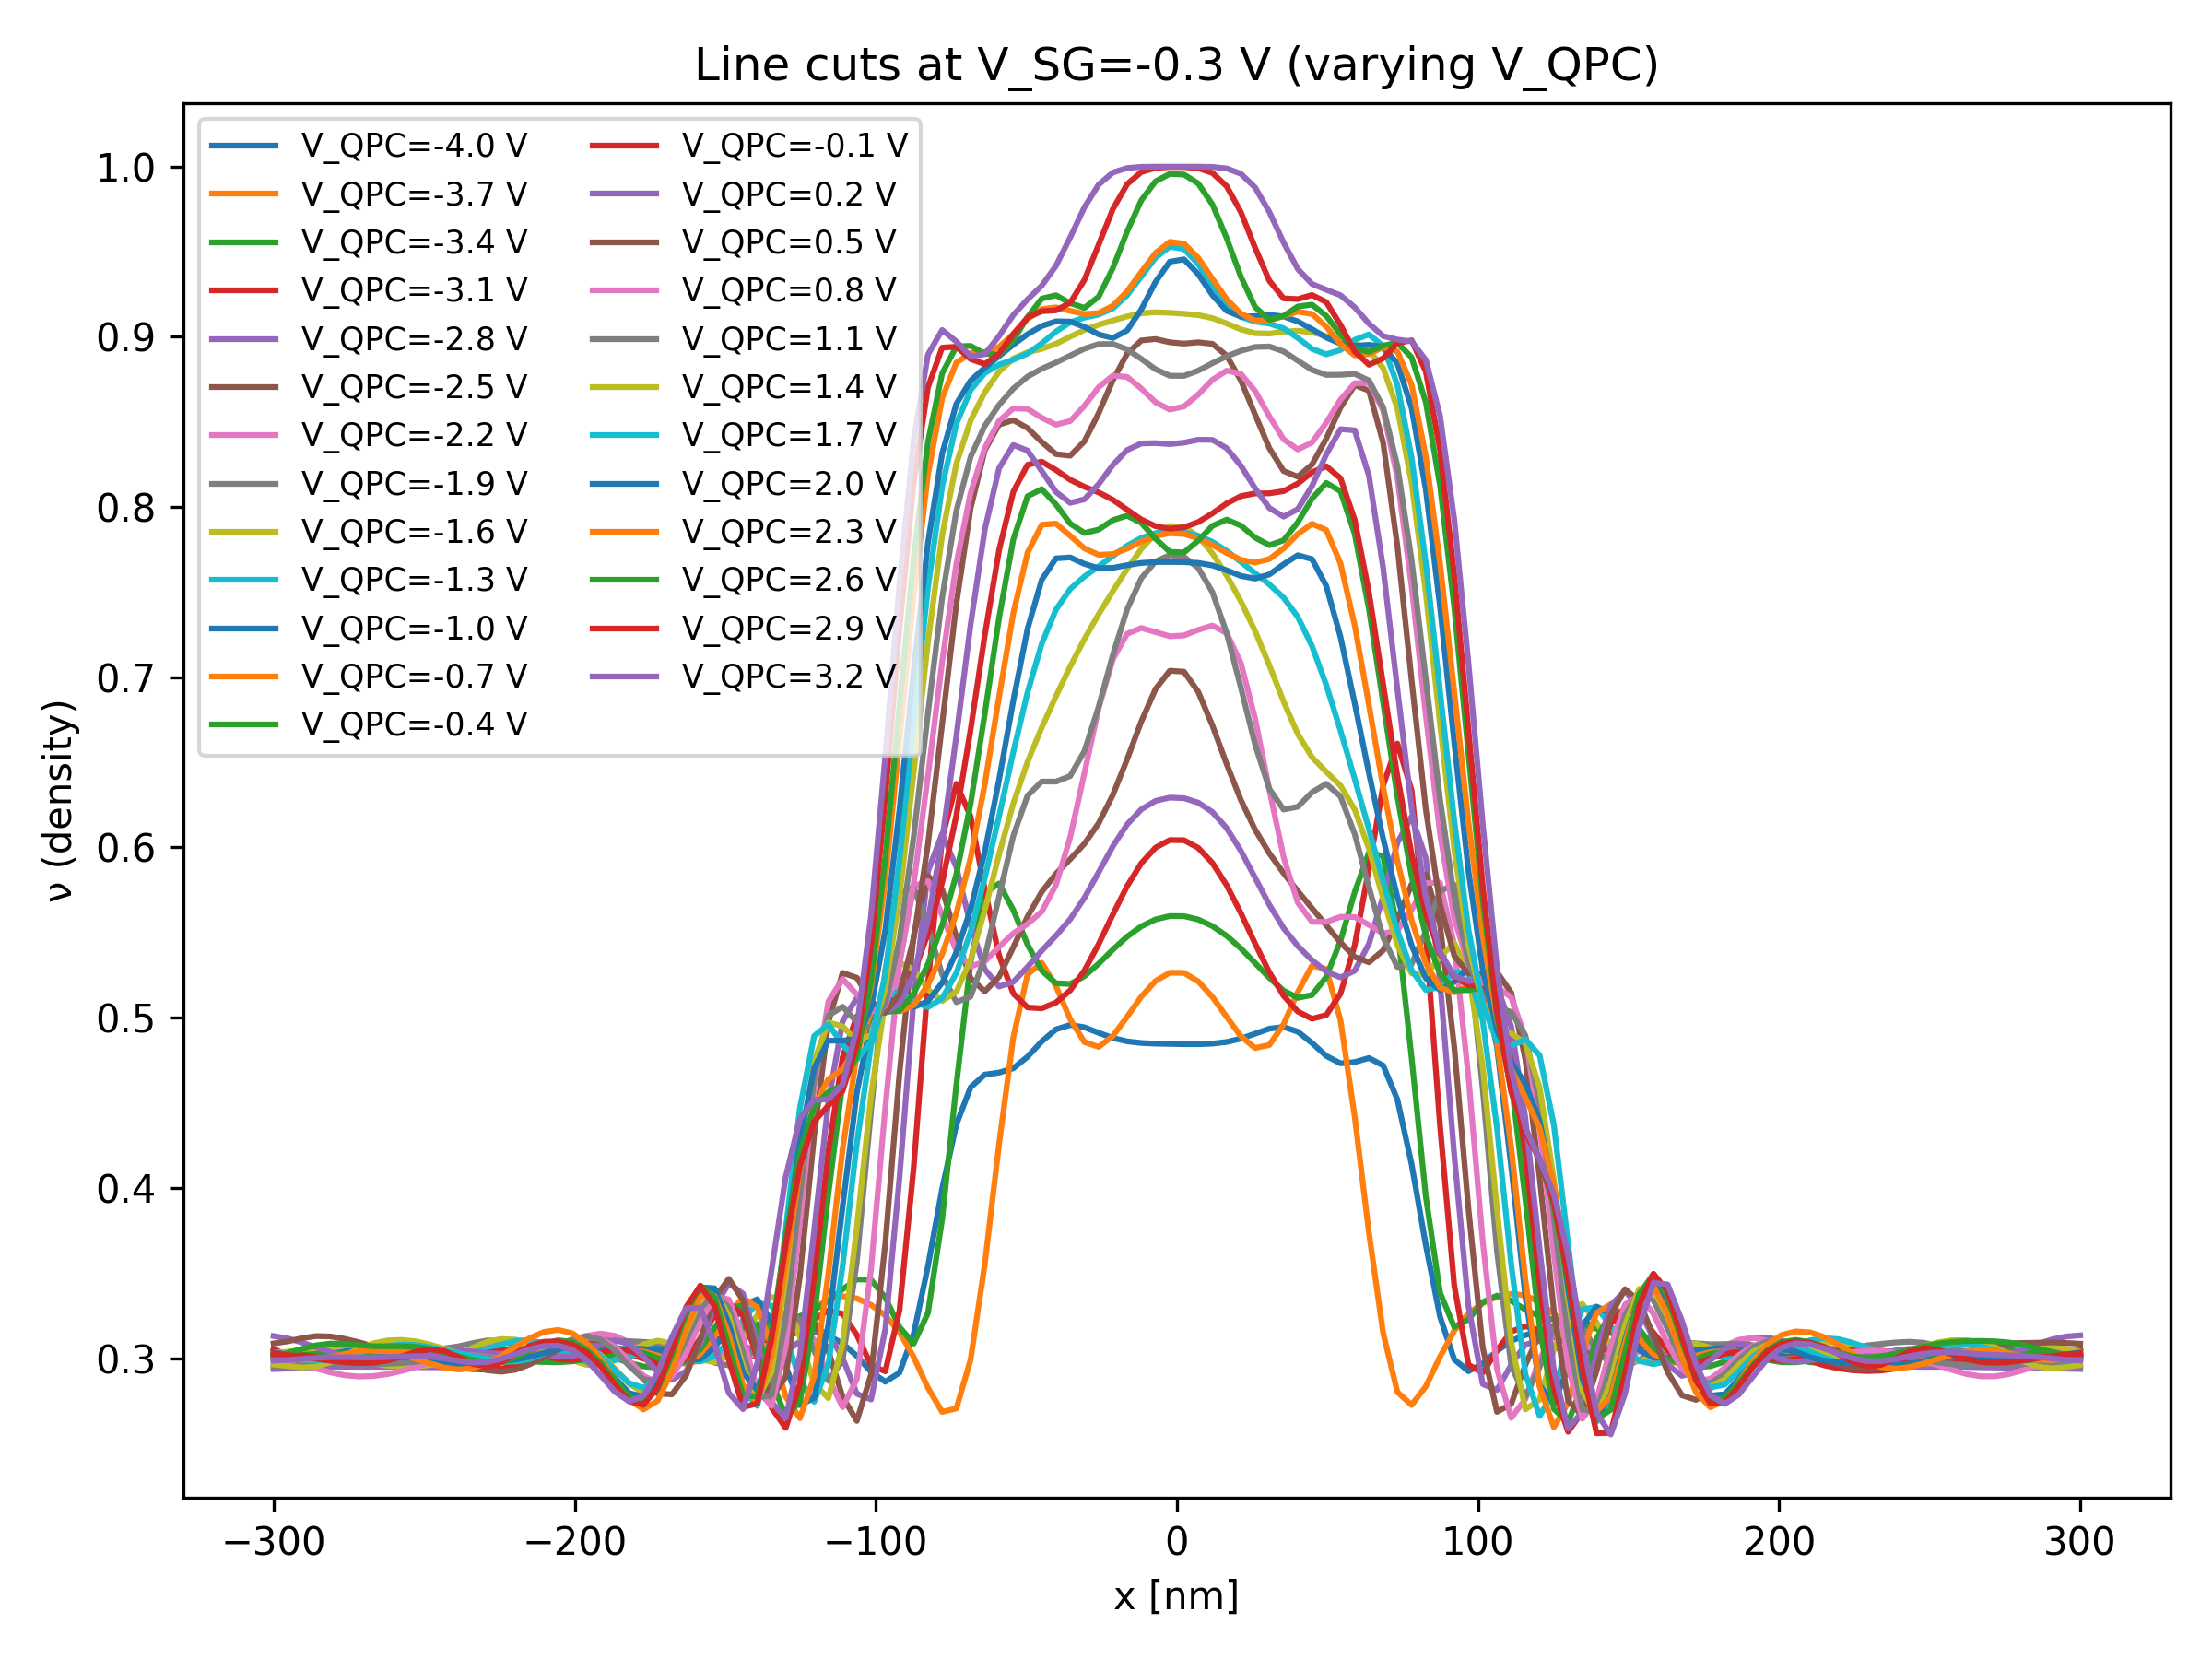 Line cuts at V_SG=-0.3 V (varying V_QPC)
V_QPC=-4.0 V
V_QPC=-3.7 V
V_QPC=-3.4 V
V_QPC=-3.1 V
V_QPC=-2.8 V
V_QPC=-2.5 V
V_QPC=-2.2 V
V_QPC=-1.9 V
V_QPC=-1.6 V
V_QPC=-1.3 V
V_QPC=-1.0 V
V_QPC=-0.7 V
V_QPC=-0.4 V
V_QPC=-0.1 V
V_QPC=0.2 V
V_QPC=0.5 V
V_QPC=0.8 V
V_QPC=1.1 V
V_QPC=1.4 V
V_QPC=1.7 V
V_QPC=2.0 V
V_QPC=2.3 V
V_QPC=2.6 V
V_QPC=2.9 V
V_QPC=3.2 V
1.0
0.9
0.8
0.7
0.6
0.5
0.4
0.3
ν (density)
−300 −200 −100 0 100 200 300
x [nm]